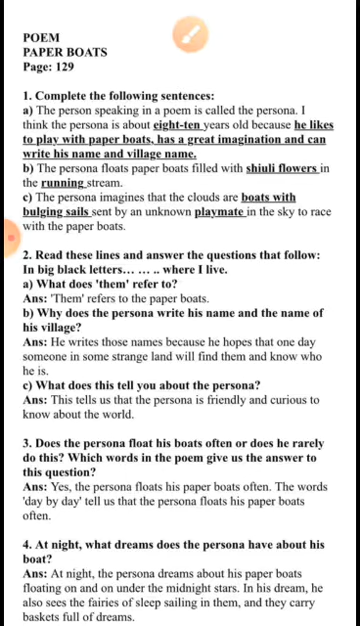 POEM
PAPER BOATS
Page: 129
1. Complete the following sentences:
a) The person speaking in a poem is called the persona. I
think the persona is about eight-ten years old because he likes
to play with paper boats, has a great imagination and can
write his name and village name.
b) The persona floats paper boats filled with shiuli flowers in
the running stream.
c) The persona imagines that the clouds are boats with
bulging sails sent by an unknown playmate in the sky to race
with the paper boats.
2. Read these lines and answer the questions that follow:
In big black letters… … .. where I live.
a) What does 'them' refer to?
Ans: 'Them' refers to the paper boats.
b) Why does the persona write his name and the name of
his village?
Ans: He writes those names because he hopes that one day
someone in some strange land will find them and know who
he is.
c) What does this tell you about the persona?
Ans: This tells us that the persona is friendly and curious to
know about the world.
3. Does the persona float his boats often or does he rarely
do this? Which words in the poem give us the answer to
this question?
Ans: Yes, the persona floats his paper boats often. The words
'day by day' tell us that the persona floats his paper boats
often.
4. At night, what dreams does the persona have about his
boat?
Ans: At night, the persona dreams about his paper boats
floating on and on under the midnight stars. In his dream, he
also sees the fairies of sleep sailing in them, and they carry
baskets full of dreams.